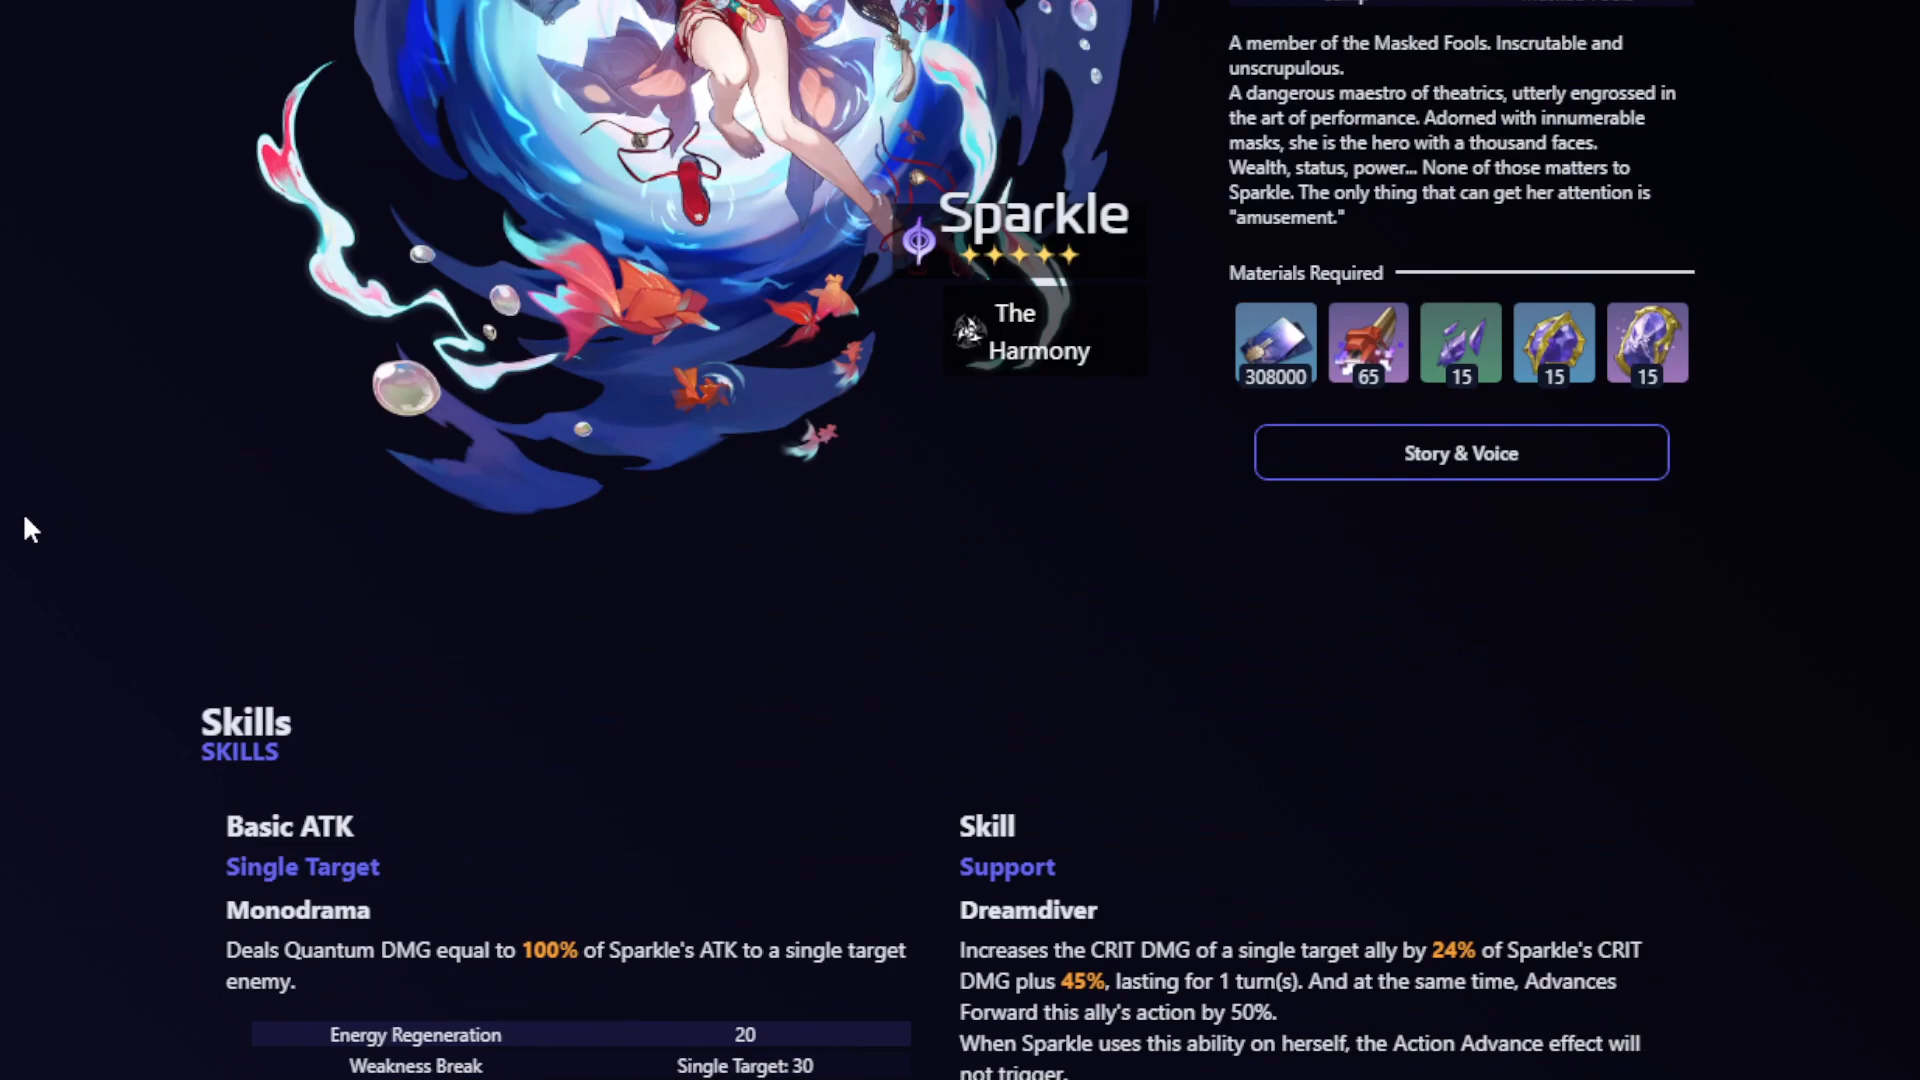 A member of the Masked Fools. Inscrutable and
unscrupulous.
A dangerous maestro of theatrics, utterly engrossed in
the art of performance. Adorned with innumerable
masks, she is the hero with a thousand faces.
Wealth, status, power... None of those matters to
Sparkle. The only thing that can get her attention is
"amusement."
Sparkle
The
Harmony
Materials Required
308000
65
15
15
15
Story & Voice
Skills
SKILLS
Basic ATK
Single Target
Monodrama
Deals Quantum DMG equal to 100% of Sparkle's ATK to a single target
enemy.
Energy Regeneration 20
Weakness Break Single Target: 30
Skill
Support
Dreamdiver
Increases the CRIT DMG of a single target ally by 24% of Sparkle's CRIT
DMG plus 45%, lasting for 1 turn(s). And at the same time, Advances
Forward this ally's action by 50%.
When Sparkle uses this ability on herself, the Action Advance effect will
not trigger.